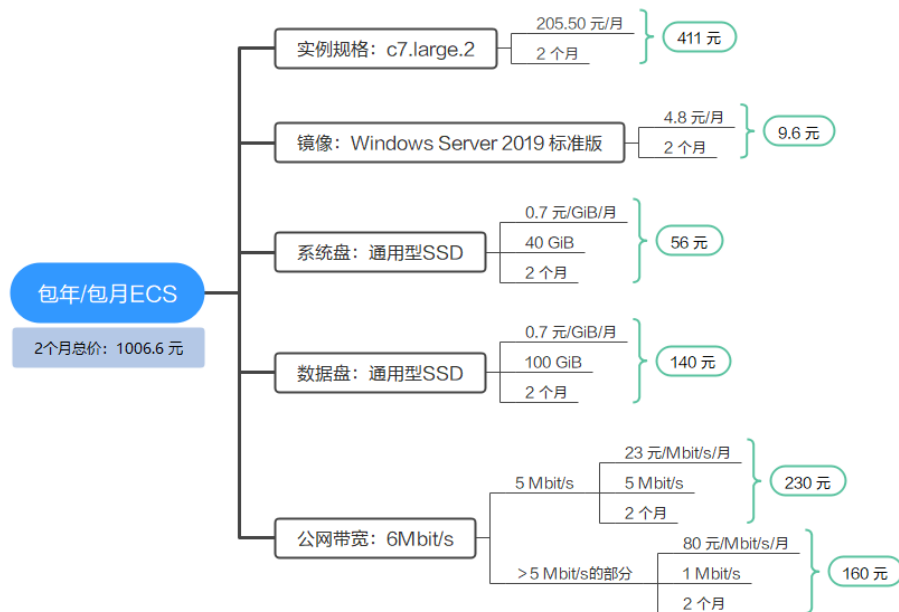 包年/包月ECS
2个月总价：1006.6 元
实例规格：c7.large.2
205.50 元/月
2 个月
411 元
镜像：Windows Server 2019 标准版
4.8 元/月
2 个月
9.6 元
系统盘：通用型SSD
0.7 元/GiB/月
40 GiB
2 个月
56 元
数据盘：通用型SSD
0.7 元/GiB/月
100 GiB
2 个月
140 元
公网带宽：6Mbit/s
5 Mbit/s
23 元/Mbit/s/月
5 Mbit/s
2 个月
230 元
>5 Mbit/s的部分
80 元/Mbit/s/月
1 Mbit/s
2 个月
160 元